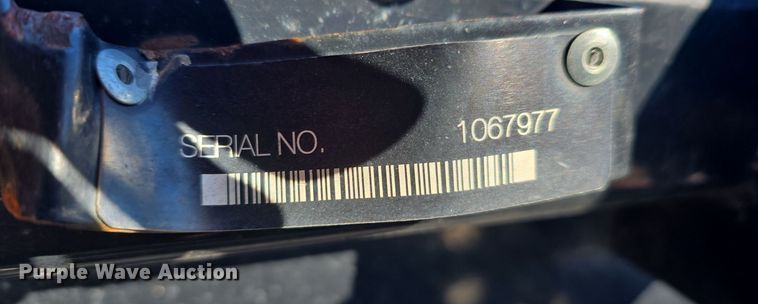 SERIAL NO. 1067977
Purple Wave Auction